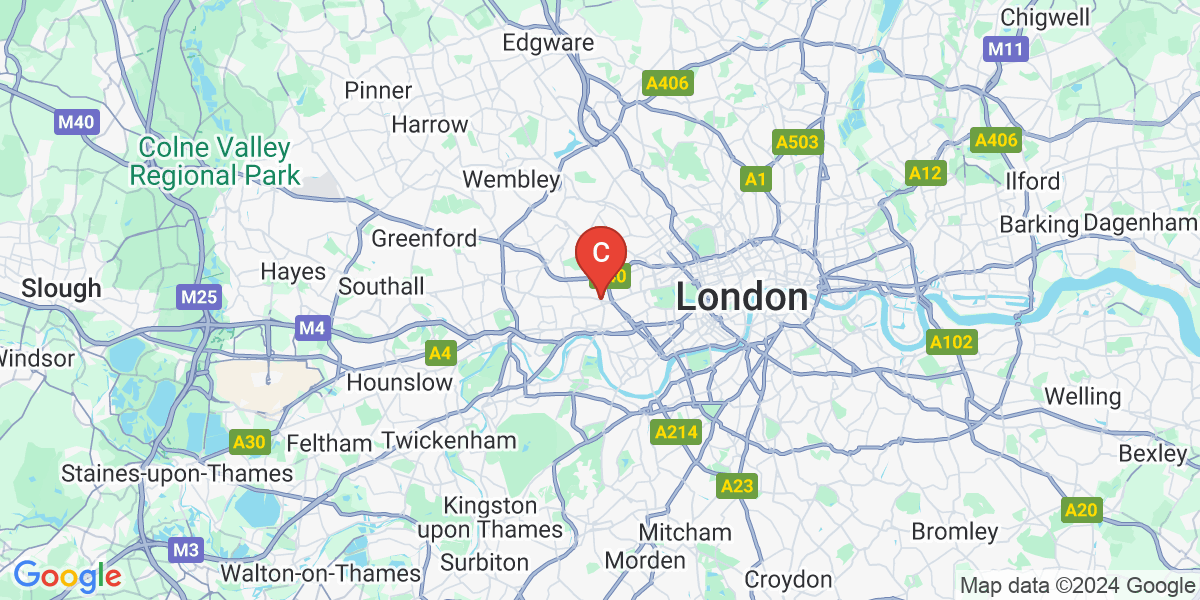 Chigwell
Edgware
M11
A406
Pinner
M40
Harrow
A503
A406
Colne Valley
Regional Park
Wembley
A1
A12
Ilford
Barking
Dagenham
Greenford
C
Hayes
Southall
Slough
M25
London
M4
A102
A4
Windsor
Hounslow
Welling
A30
Feltham
Twickenham
A214
Bexley
Staines-upon-Thames
A23
Kingston
upon Thames
A20
Mitcham
Bromley
M3
Surbiton
Morden
Walton-on-Thames
Croydon
Google
Map data ©2024 Google